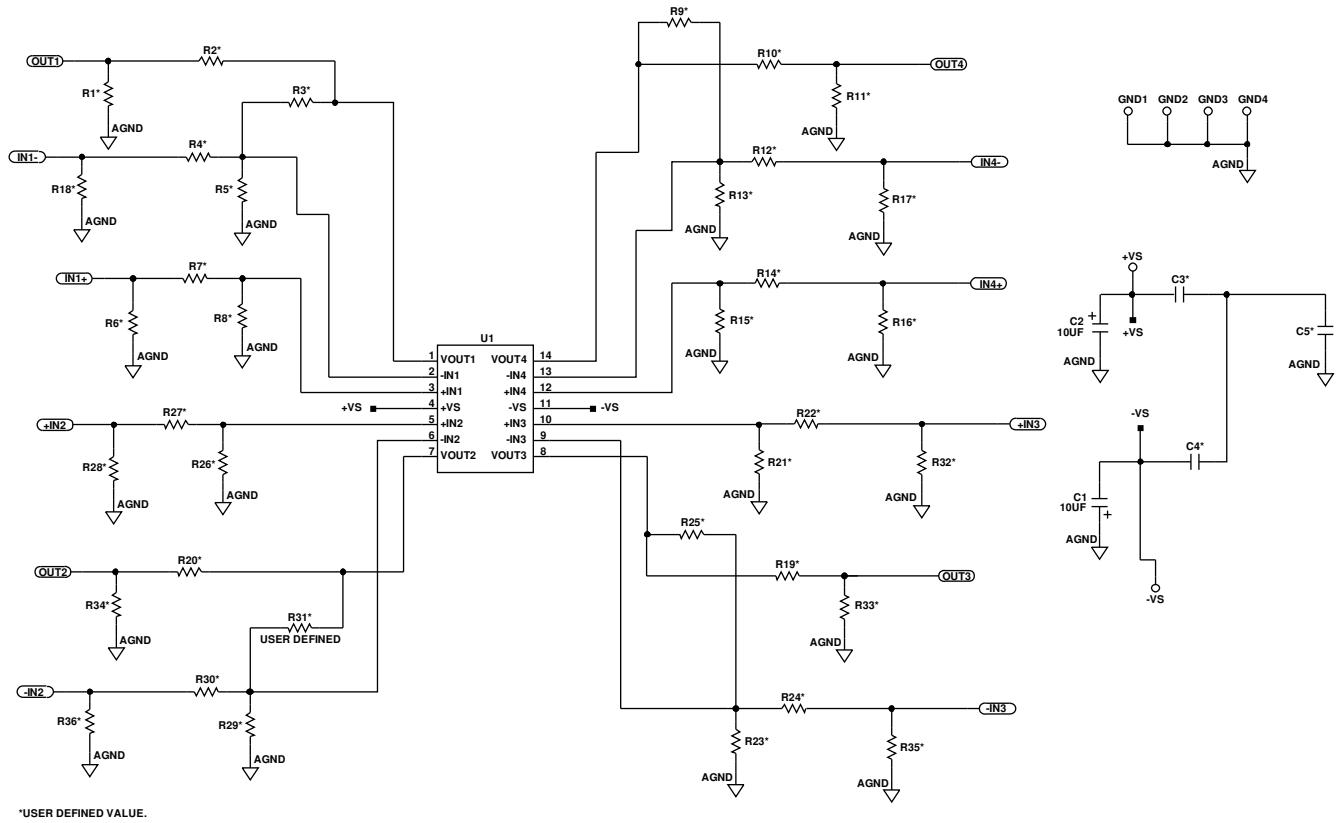 R9*
R2*
R10*
OUT1
OUT4
R1*
R3*
R11*
GND1 GND2 GND3 GND4
AGND
AGND
R4*
R12*
IN1-
IN4-
AGND
R18*
R5*
R13*
R17*
AGND
AGND
AGND
AGND
+VS
R7*
R14*
C3*
IN1+
IN4+
R6*
R8*
R15*
R16*
C2
10UF
+
+VS
C5*
U1
AGND
AGND
AGND
AGND
AGND
AGND
1 VOUT1 VOUT4 14
2 -IN1 -IN4 13
3 +IN1 +IN4 12
+VS 4 +VS -VS 11 -VS
5 +IN2 +IN3 10
6 -IN2 -IN3 9
7 VOUT2 VOUT3 8
R27*
R22*
-VS
+IN2
+IN3
R28*
R26*
R21*
R32*
C4*
AGND
AGND
AGND
AGND
C1
10UF
+
AGND
R25*
R20*
R19*
OUT2
OUT3
R34*
R31*
USER DEFINED
R33*
-VS
AGND
AGND
R30*
R24*
-IN2
-IN3
R36*
R29*
R23*
R35*
AGND
AGND
AGND
AGND
*USER DEFINED VALUE.